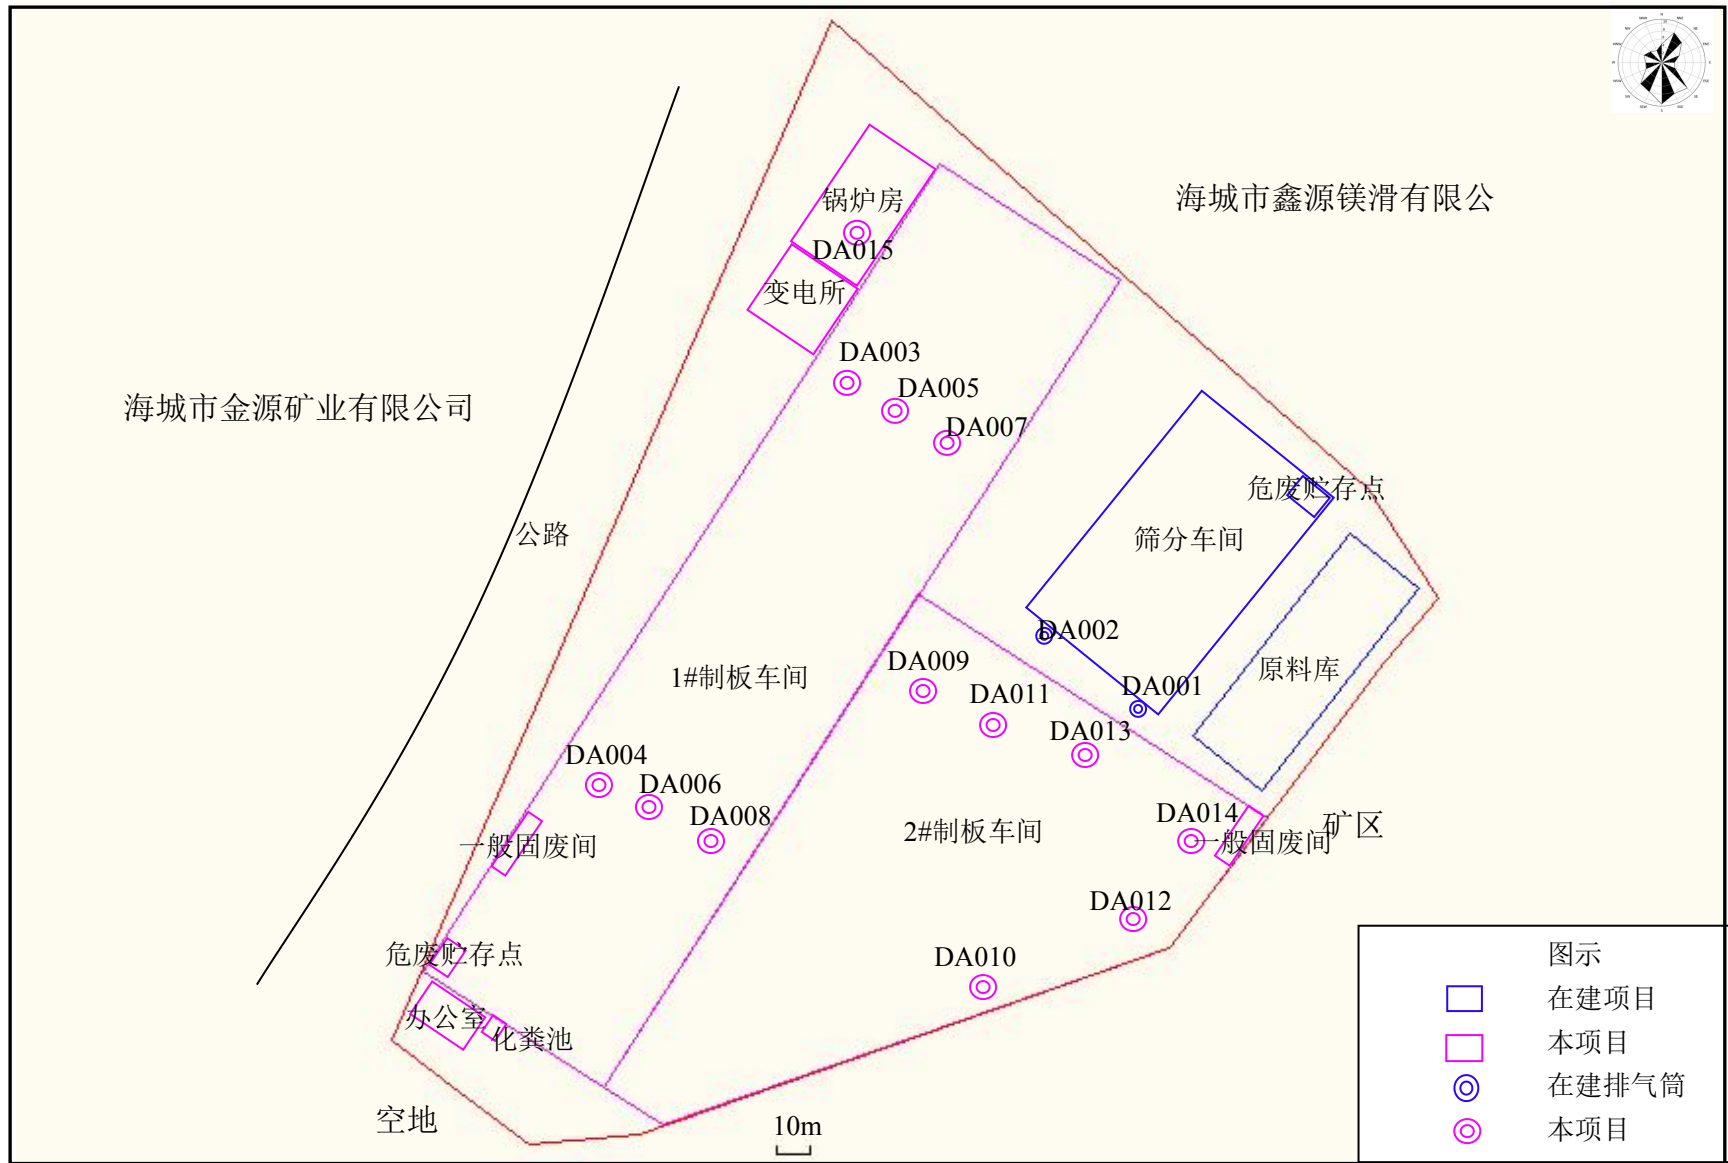 海城市鑫源镁滑有限公
锅炉房
DA015
变电所
DA003
DA005
DA007
海城市金源矿业有限公司
公路
危废贮存点
筛分车间
DA002
原料库
DA009
1#制板车间
DA001
DA011
DA013
DA004
DA006
DA008
DA014
矿区
2#制板车间
一般固废间
一般固废间
DA012
危废贮存点
DA010
办公室
化粪池
空地
10m
图示
在建项目
本项目
在建排气筒
本项目